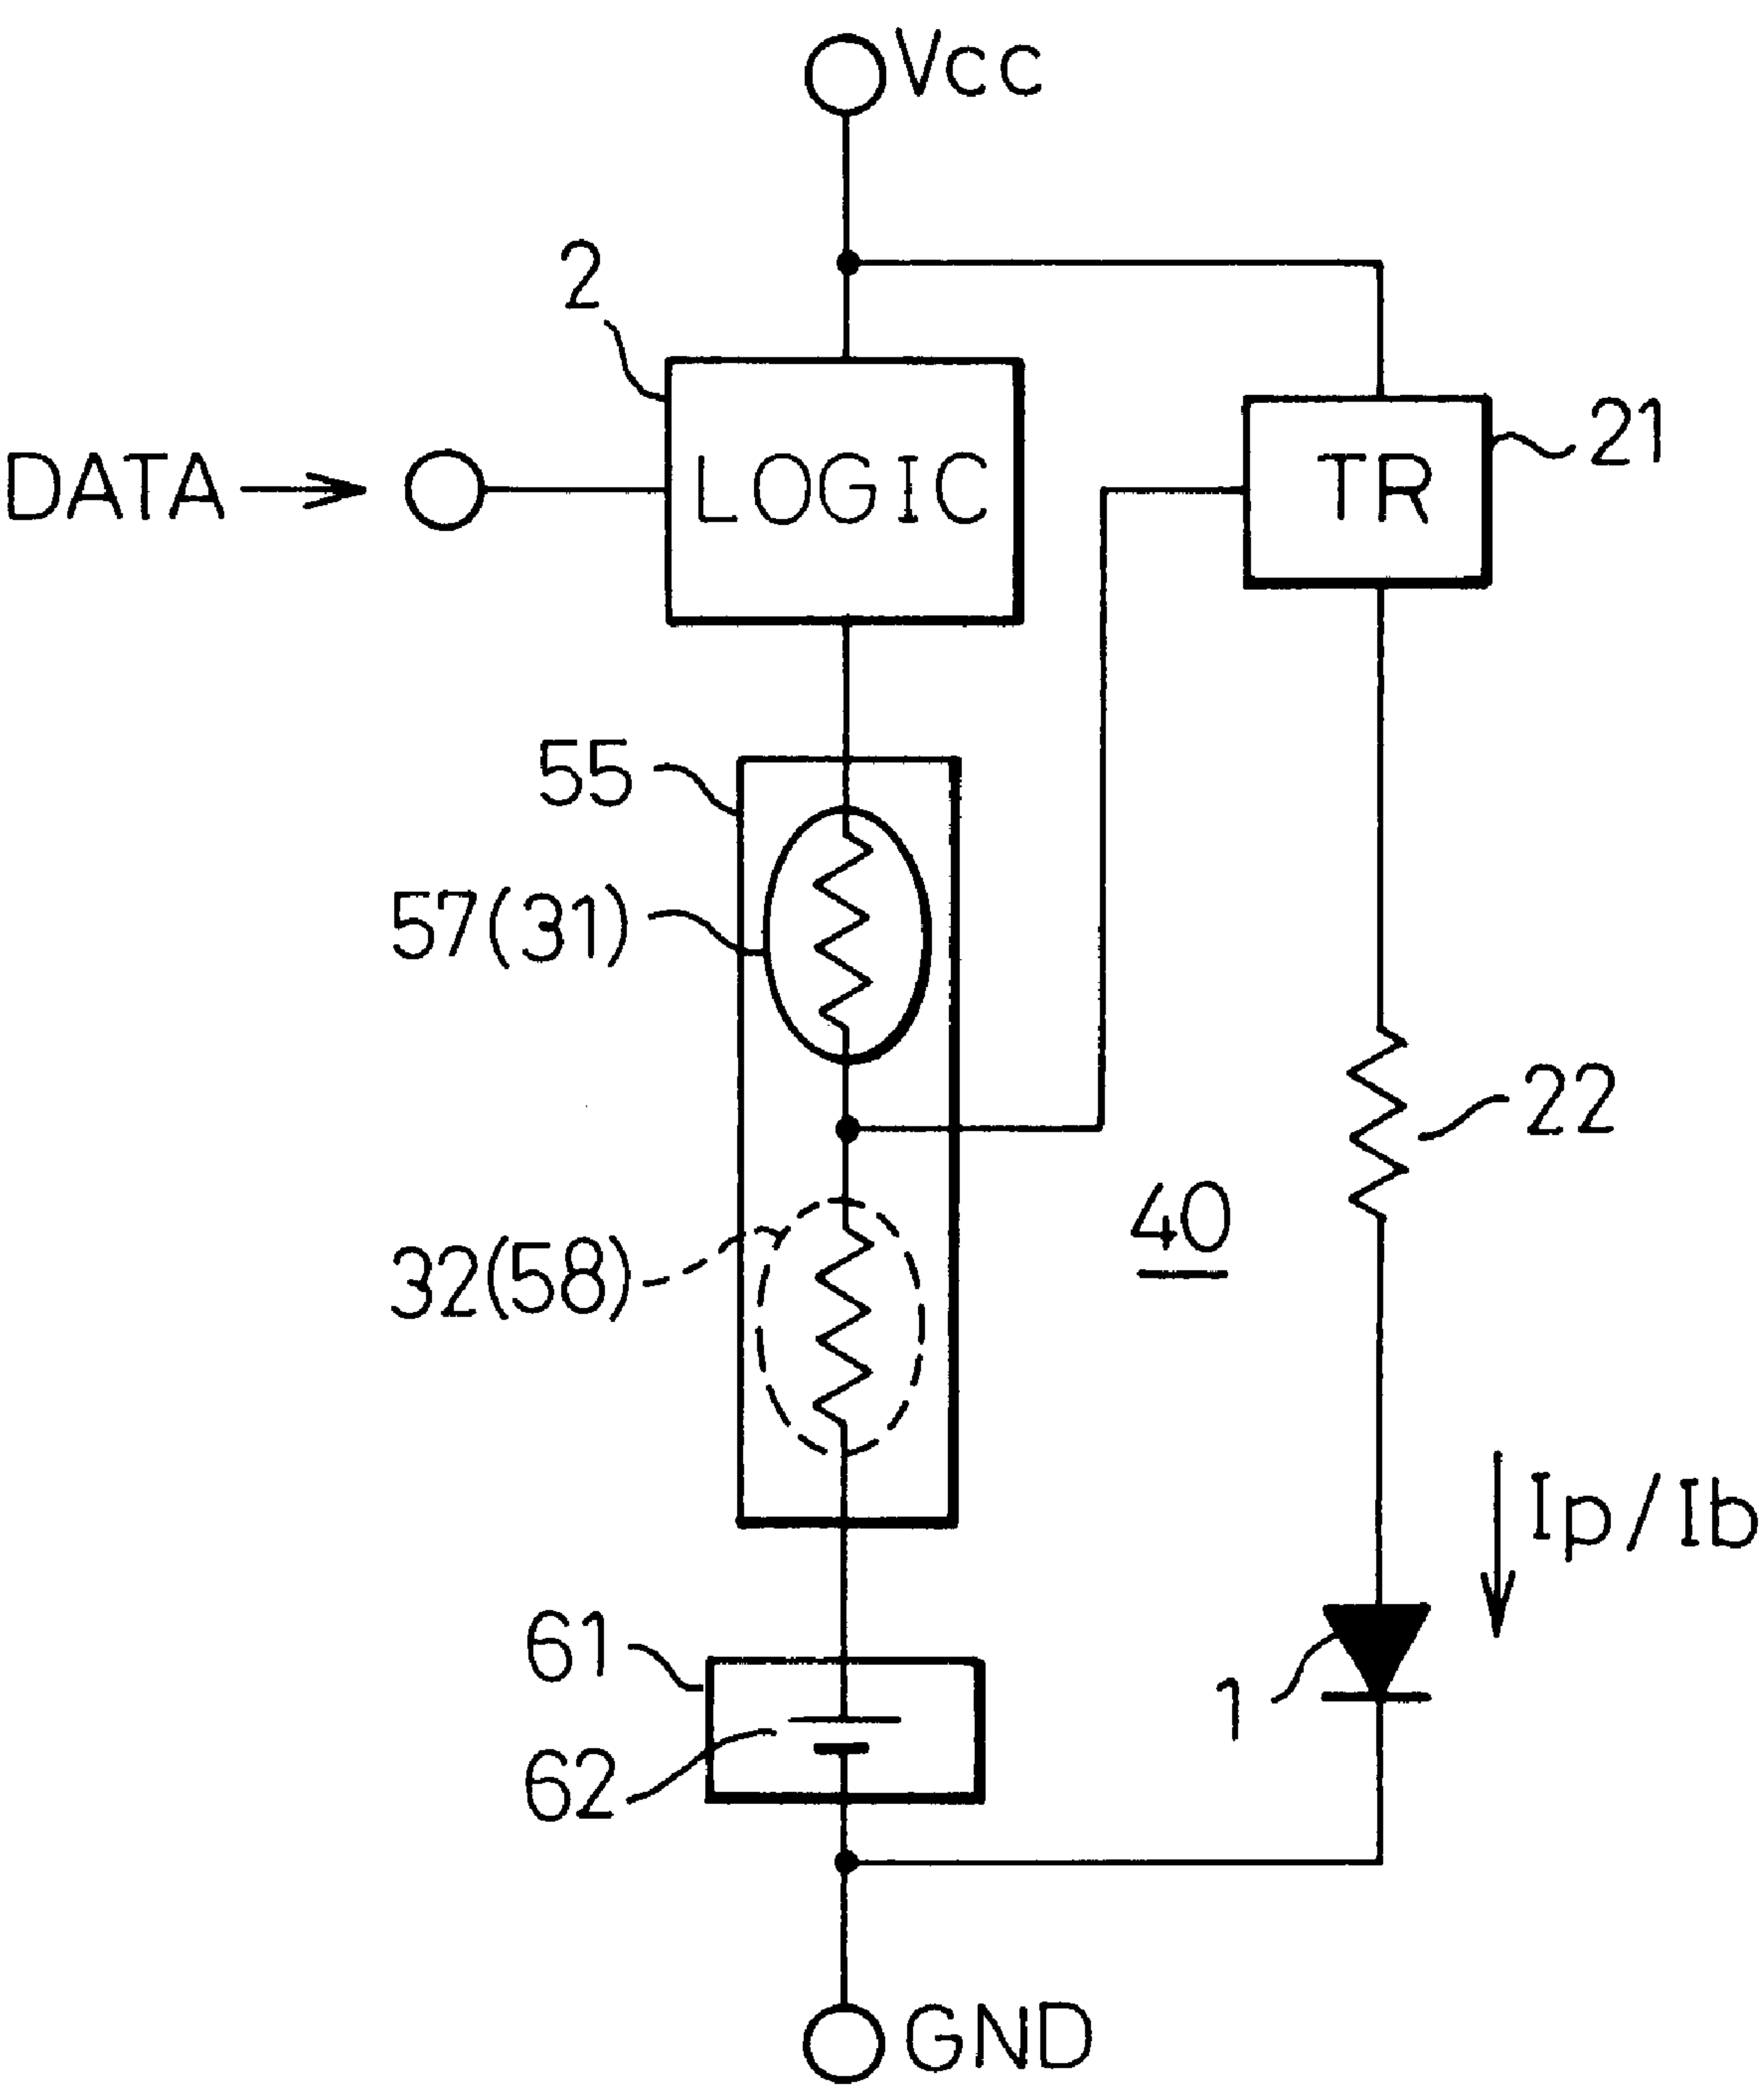 Vcc
2
DATA
LOGIC
TR
21
55
57(31)
22
40
32(58)
Ip/Ib
61
1
62
GND